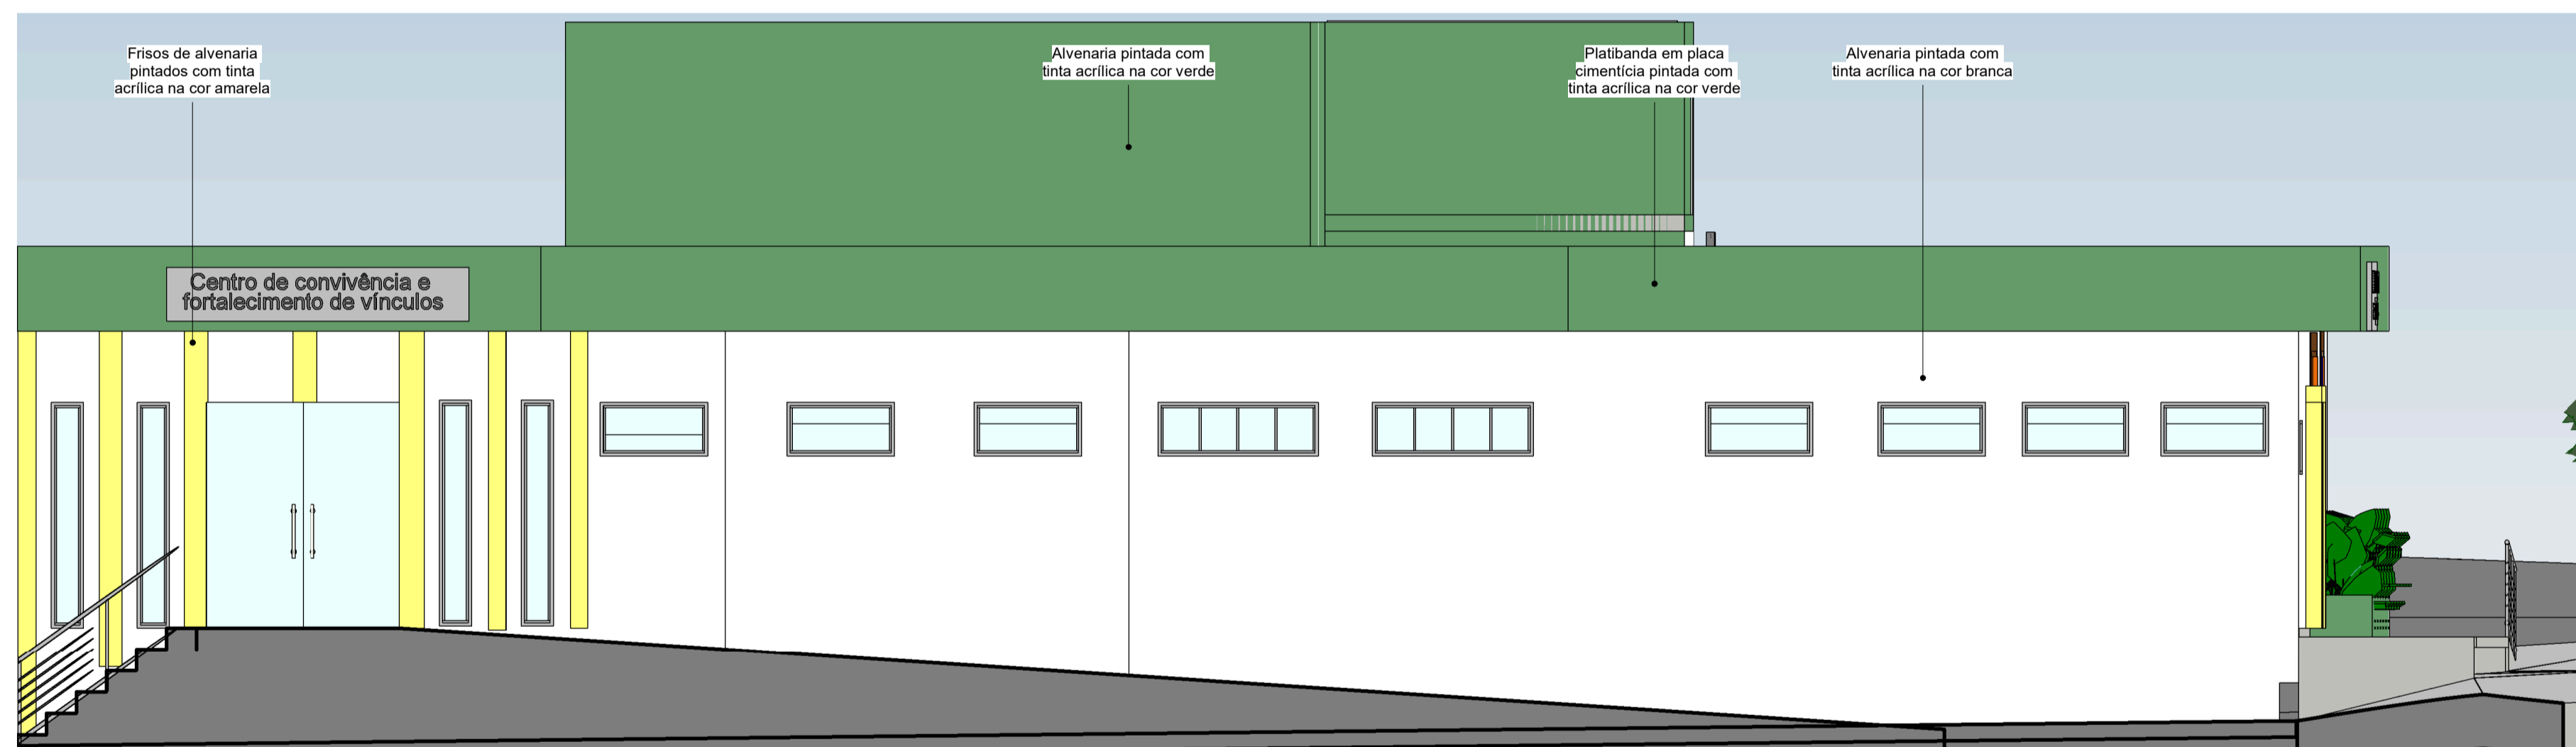 Frisos de alvenaria
pintados com tinta
acrílica na cor amarela
Alvenaria pintada com
tinta acrílica na cor verde
Platibanda em placa
cimentícia pintada com
tinta acrílica na cor verde
Alvenaria pintada com
tinta acrílica na cor branca
Centro de convivência e
fortalecimento de vínculos